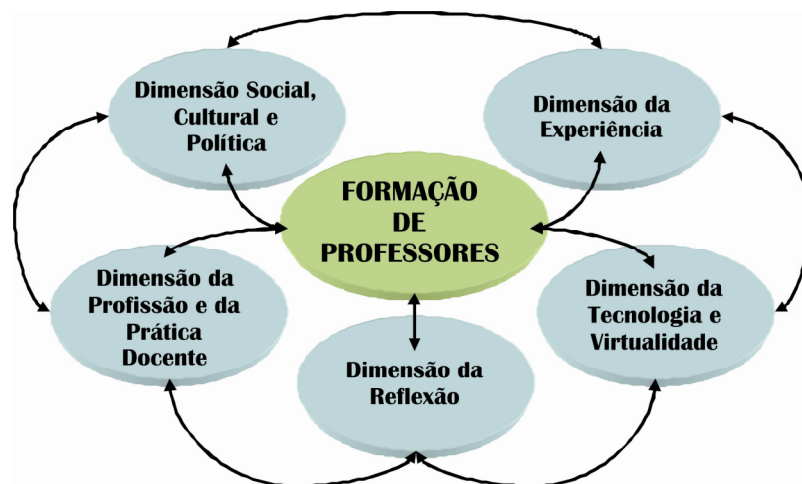 Dimensão Social,
Cultural e
Política
Dimensão da
Experiência
FORMAÇÃO
DE
PROFESSORES
Dimensão da
Profissão e da
Prática
Docente
Dimensão da
Reflexão
Dimensão da
Tecnologia e
Virtualidade